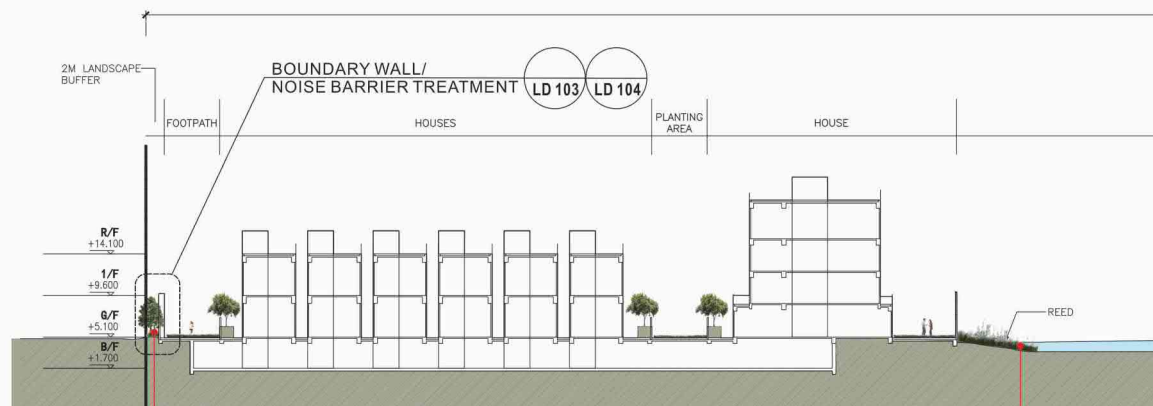 2M LANDSCAPE
BUFFER
BOUNDARY WALL/
NOISE BARRIER TREATMENT
LD 103
LD 104
FOOTPATH
HOUSES
PLANTING
AREA
HOUSE
R/F
+14.100
1/F
+9.600
G/F
+5.100
B/F
+1.700
REED